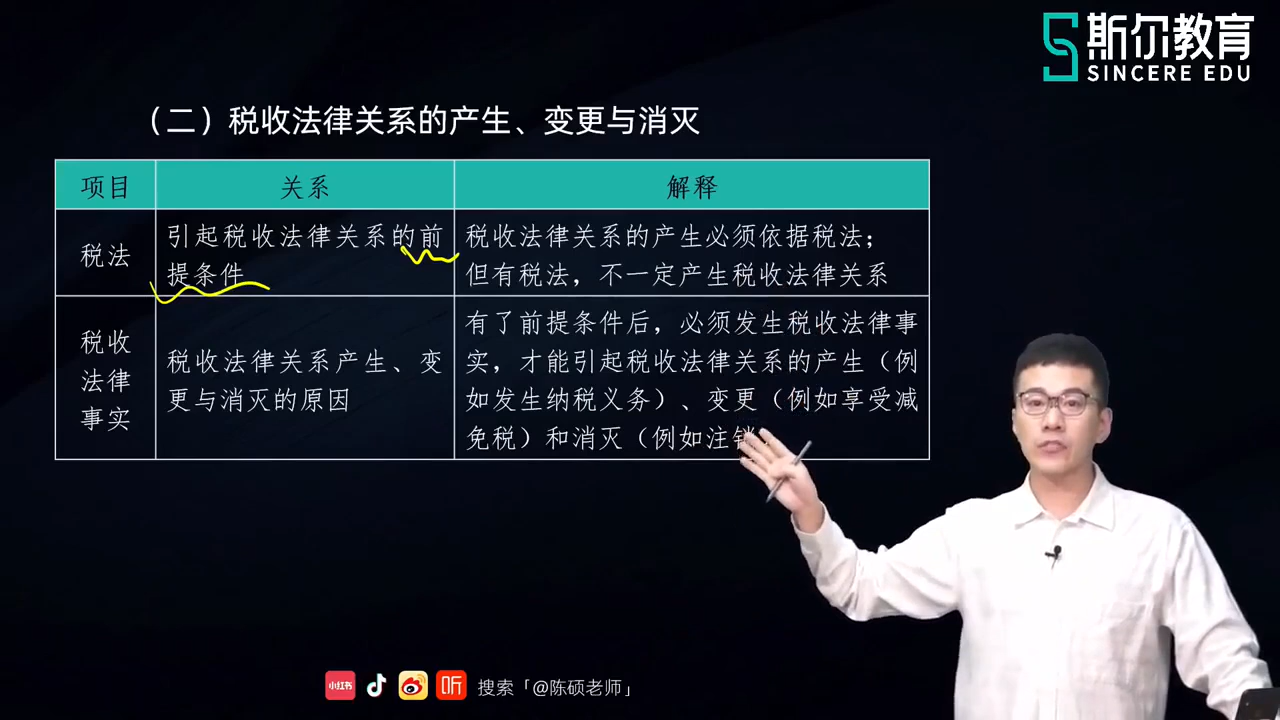 斯尔教育
SINCERE EDU
（二）税收法律关系的产生、变更与消灭
项目
关系
解释
税法
引起税收法律关系的前
提条件
税收法律关系的产生必须依据税法；
但有税法，不一定产生税收法律关系
税收
法律
事实
税收法律关系产生、变
更与消灭的原因
有了前提条件后，必须发生税收法律事
实，才能引起税收法律关系的产生（例
如发生纳税义务）、变更（例如享受减
免税）和消灭（例如注销
小红书
听
搜索「@陈硕老师」